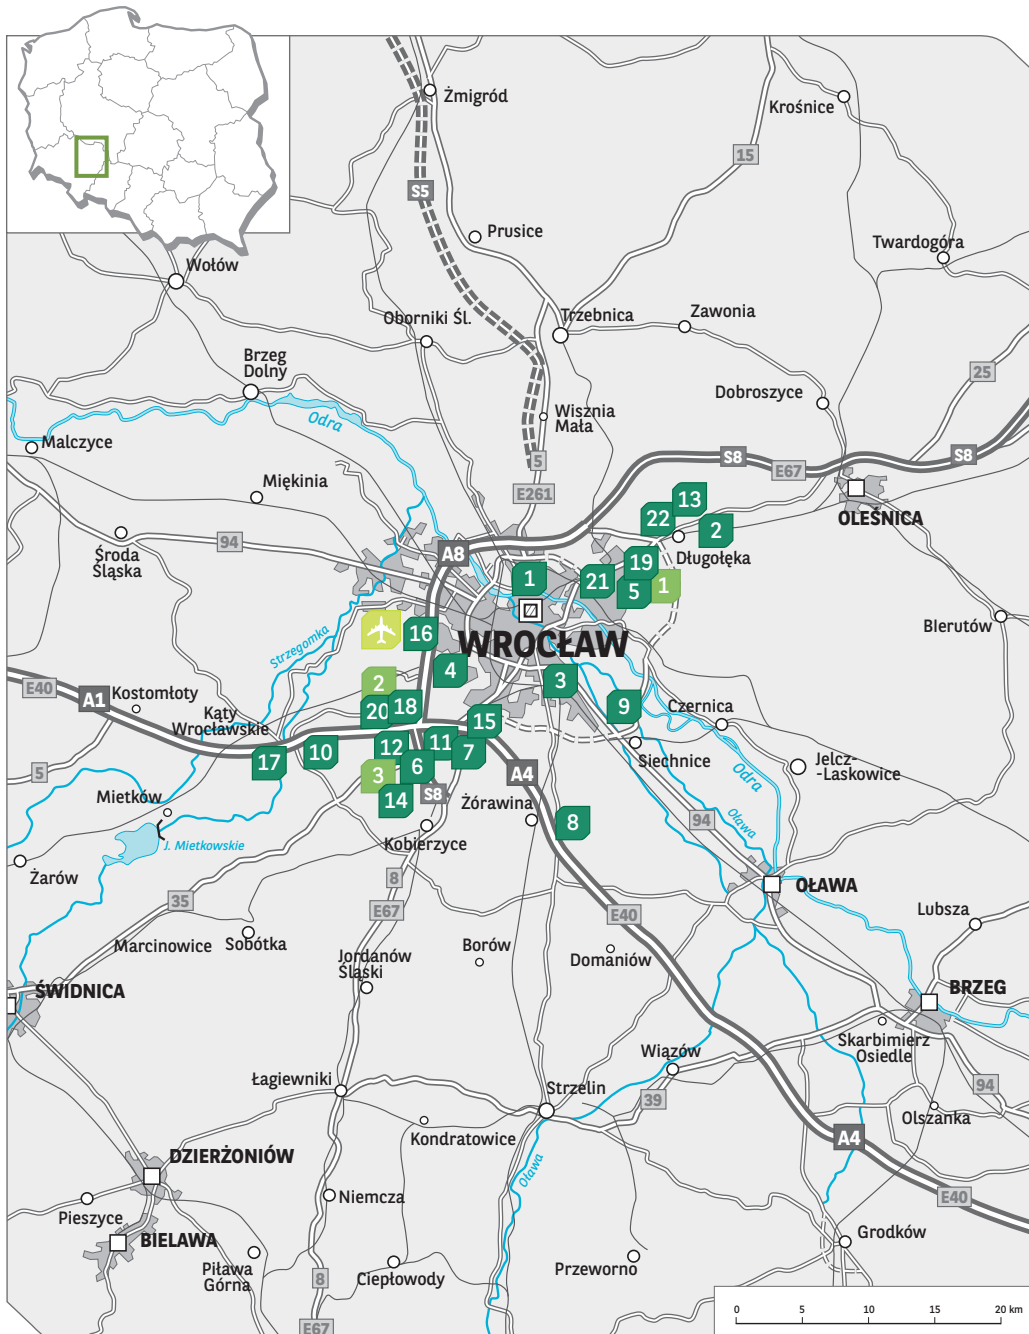 Żmigród
Krośnice
15
S5
Prusice
Twardogóra
Wołów
Oborniki Śl.
Trzebnica
Zawonia
Brzeg
Dolny
25
Dobroszyce
Odra
Wisznia
Mała
Malczyce
5
S8
E67
S8
Miękinia
E261
OLEŚNICA
13
22
2
94
Środa
Śląska
A8
Długołęka
19
1
21
5
1
Strzegomka
16
WROCŁAW
BIerutów
4
3
2
E40
A1
Kostomłoty
20
18
9
Czernica
Kąty
Wrocławskie
15
17
10
12
11
7
Siechnice
5
3
6
A4
Jelcz-
-Laskowice
Odra
Mietków
14
S8
Żórawina
8
94
Oława
J. Mietkowskie
Kobierzyce
Żarów
8
OŁAWA
35
E67
E40
Lubsza
Marcinowice
Sobótka
Borów
Jordanów
Śląski
Domaniów
ŚWIDNICA
BRZEG
Skarbimierz
Osiedle
Wiązów
Łagiewniki
Strzelin
39
94
Olszanka
Kondratowice
A4
DZIERŻONIÓW
Oława
Niemcza
E40
Pieszyce
BIELAWA
Grodków
Piława
Górna
8
Ciepłowody
Przeworno
E67
0 5 10 15 20 km